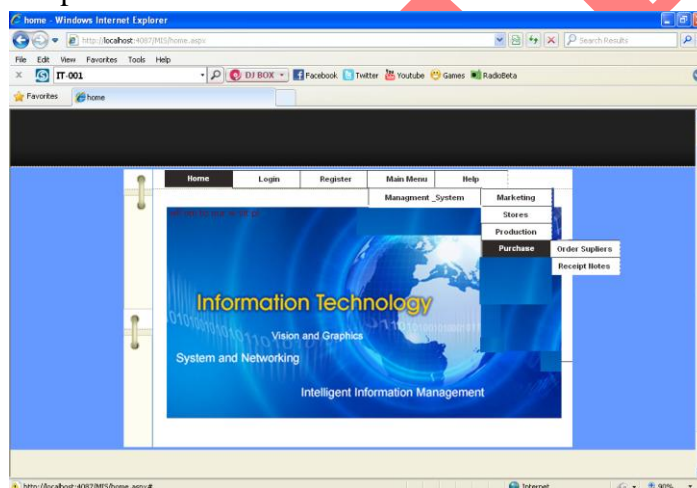 home - Windows Internet Explorer
http://localhost:4087/MIS/home.aspx
Search Results
File Edit View Favorites Tools Help
IT-001 DJ BOX Facebook Twitter Youtube Games RadioBeta
Favorites home
Home Login Register Main Menu Help
Managment _System Marketing
Stores
Production
Purchase Order Supliers
Receipt Notes
Information Technology
Vision and Graphics
System and Networking
Intelligent Information Management
http://localhost:4087/MIS/home.aspx# Internet 90%